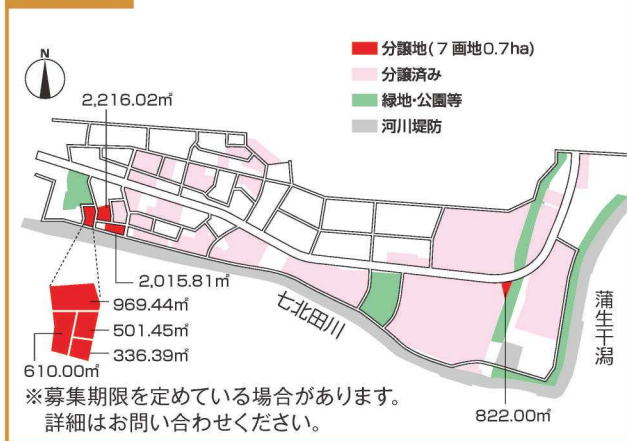 N
分譲地(7画地0.7ha)
分譲済み
緑地・公園等
河川堤防
2,216.02㎡
2,015.81㎡
969.44㎡
501.45㎡
336.39㎡
610.00㎡
七北田川
蒲生干潟
822.00㎡
※募集期限を定めている場合があります。
詳細はお問い合わせください。